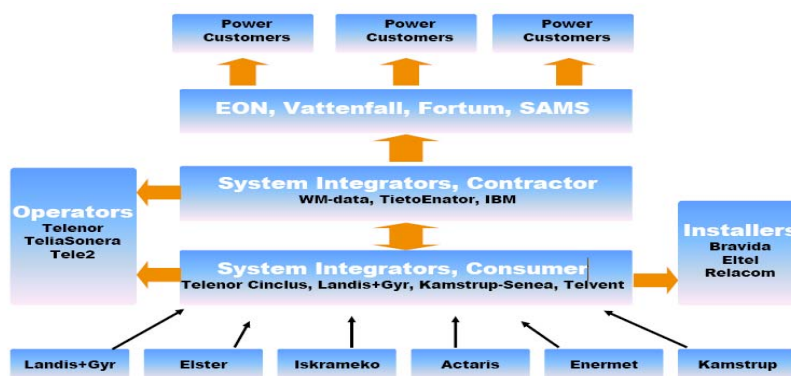 Power
Customers
Power
Customers
Power
Customers
EON, Vattenfall, Fortum, SAMS
System Integrators, Contractor
WM-data, TietoEnator, IBM
Operators
Telenor
TeliaSonera
Tele2
System Integrators, Consumer
Telenor Cinclus, Landis+Gyr, Kamstrup-Senea, Telvent
Installers
Bravida
Eltel
Relacom
Landis+Gyr
Elster
Iskrameko
Actaris
Enermet
Kamstrup